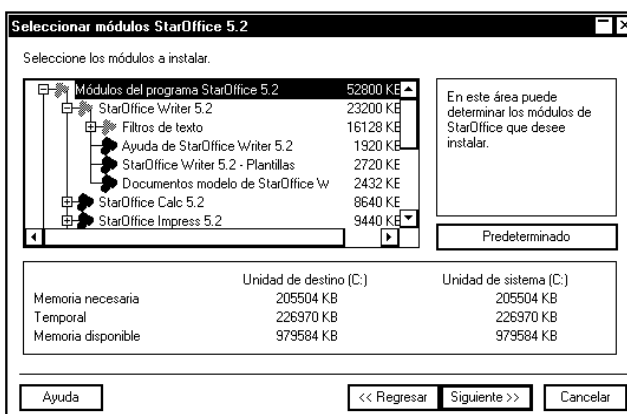 Seleccionar módulos StarOffice 5.2
Seleccione los módulos a instalar.
Módulos del programa StarOffice 5.2 52800 KB
StarOffice Writer 5.2 23200 KB
Filtros de texto 16128 KB
Ayuda de StarOffice Writer 5.2 1920 KB
StarOffice Writer 5.2 - Plantillas 2720 KB
Documentos modelo de StarOffice W 2432 KB
StarOffice Calc 5.2 8640 KB
StarOffice Impress 5.2 9440 KB
En este área puede
determinar los módulos de
StarOffice que desee
instalar.
Predeterminado
Unidad de destino (C:) Unidad de sistema (C:)
Memoria necesaria 205504 KB 205504 KB
Temporal 226970 KB 226970 KB
Memoria disponible 979584 KB 979584 KB
Ayuda << Regresar Siguiente >> Cancelar